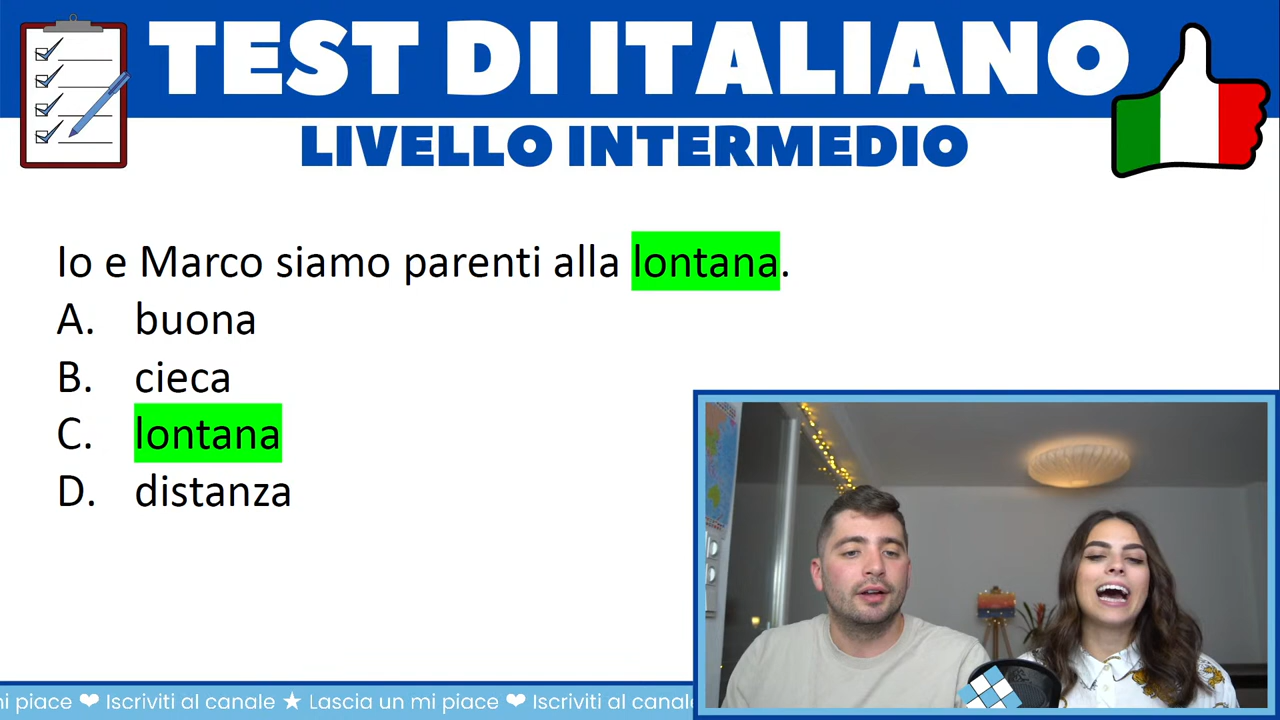 TEST DI ITALIANO
LIVELLO INTERMEDIO
Io e Marco siamo parenti alla lontana.
A. buona
B. cieca
C. lontana
D. distanza
mi piace ❤ Iscriviti al canale ★ Lascia un mi piace ❤ Iscriviti al canale